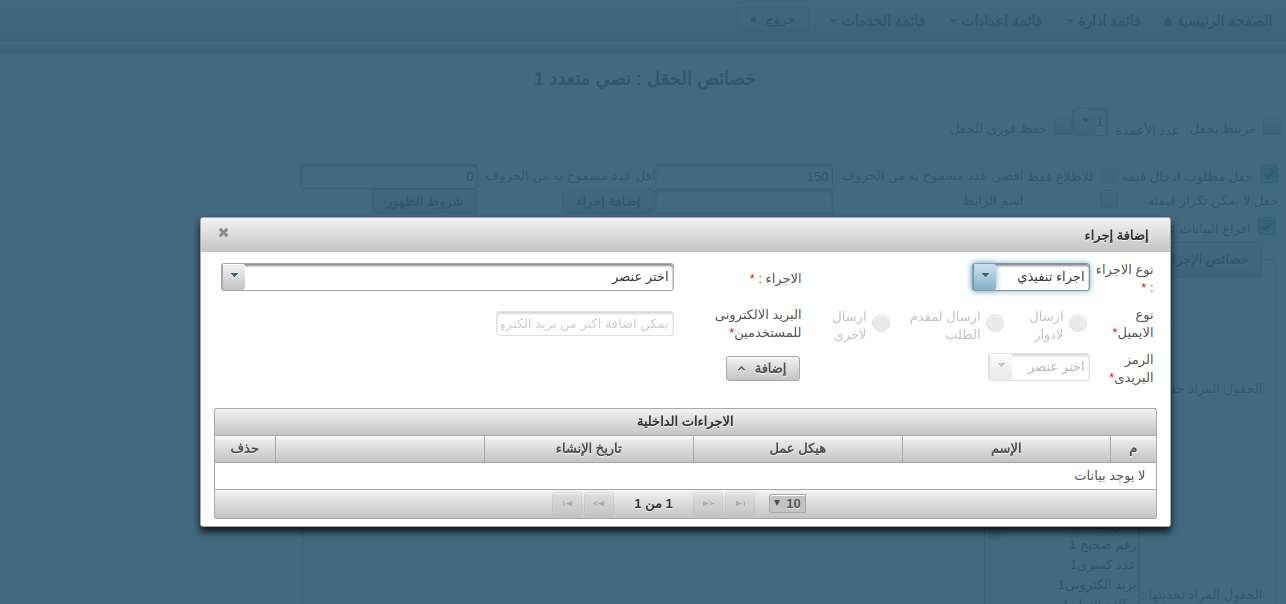 الصفحة الرئيسية قائمة ادارة قائمة اعدادات قائمة الخدمات خروج
خصائص الحقل : نصي متعدد 1
مرتبط بحقل عدد الأعمدة 1 حفظ فورى للحقل
حقل مطلوب ادخال قيمة للاطلاع فقط اقصى عدد مسموح به من الحروف : 150 اقل عدد مسموح به من الحروف : 0
حقل لا يمكن تكرار قيمته : اسم الرابط إضافة إجراء شروط الظهور
افراغ البيانات
إضافة إجراء
خصائص الإجرا
نوع الاجراء : * اجراء تنفيذي الاجراء : * اختر عنصر
نوع الايميل* ارسال لادوار ارسال لمقدم الطلب ارسال لاخرى البريد الالكترونى للمستخدمين* يمكن اضافة اكثر من بريد الكترو
الرمز البريدى* اختر عنصر إضافة
الحقول المراد حف
الاجراءات الداخلية
م الإسم هيكل عمل تاريخ الإنشاء حذف
لا يوجد بيانات
10 1 من 1
رقم صحيح 1
عدد كسرى1
بريد الكترونى1
الحقول المراد تحديثها :